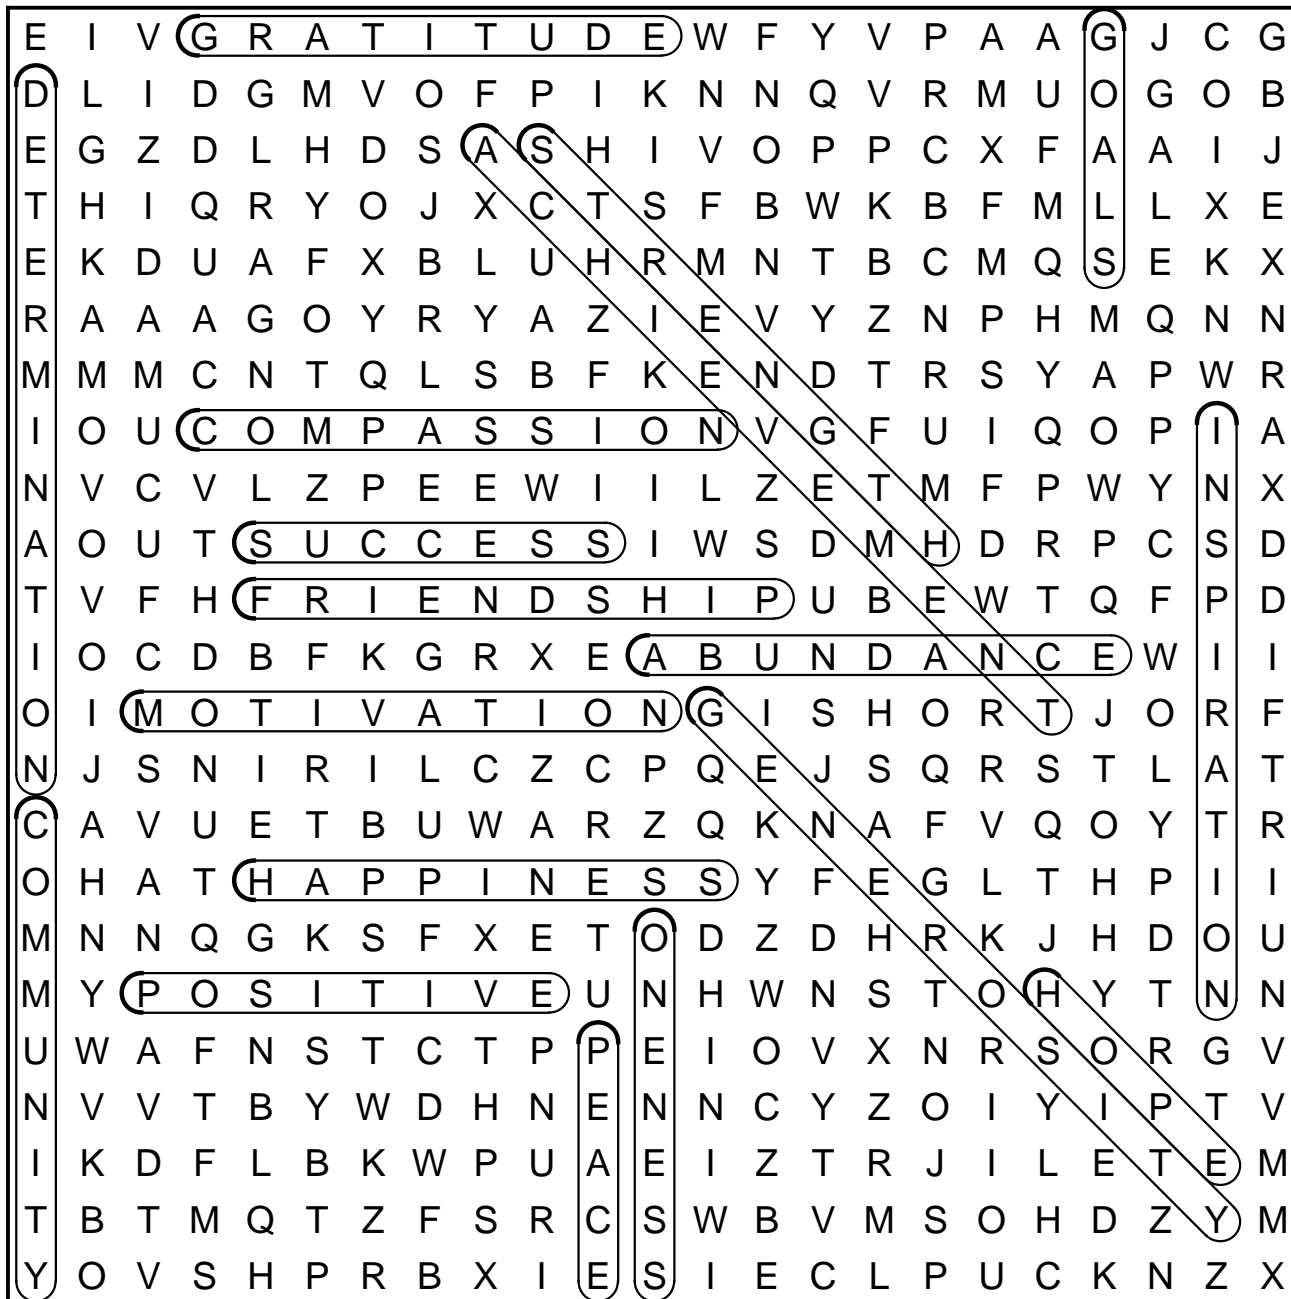 E I V G R A T I T U D E W F Y V P A A G J C G
D L I D G M V O F P I K N N Q V R M U O G O B
E G Z D L H D S A S H I V O P P C X F A A I J
T H I Q R Y O J X C T S F B W K B F M L L X E
E K D U A F X B L U H R M N T B C M Q S E K X
R A A A G O Y R Y A Z I E V Y Z N P H M Q N N
M M M C N T Q L S B F K E N D T R S Y A P W R
I O U C O M P A S S I O N V G F U I Q O P I A
N V C V L Z P E E W I I L Z E T M F P W Y N X
A O U T S U C C E S S I W S D M H D R P C S D
T V F H F R I E N D S H I P U B E W T Q F P D
I O C D B F K G R X E A B U N D A N C E W I I
O I M O T I V A T I O N G I S H O R T J O R F
N J S N I R I L C Z C P Q E J S Q R S T L A T
C A V U E T B U W A R Z Q K N A F V Q O Y T R
O H A T H A P P I N E S S Y F E G L T H P I I
M N N Q G K S F X E T O D Z D H R K J H D O U
M Y P O S I T I V E U N H W N S T O H Y T N N
U W A F N S T C T P P E I O V X N R S O R G V
N V V T B Y W D H N E N N C Y Z O I Y I P T V
I K D F L B K W P U A E I Z T R J I L E T E M
T B T M Q T Z F S R C S W B V M S O H D Z Y M
Y O V S H P R B X I E S I E C L P U C K N Z X